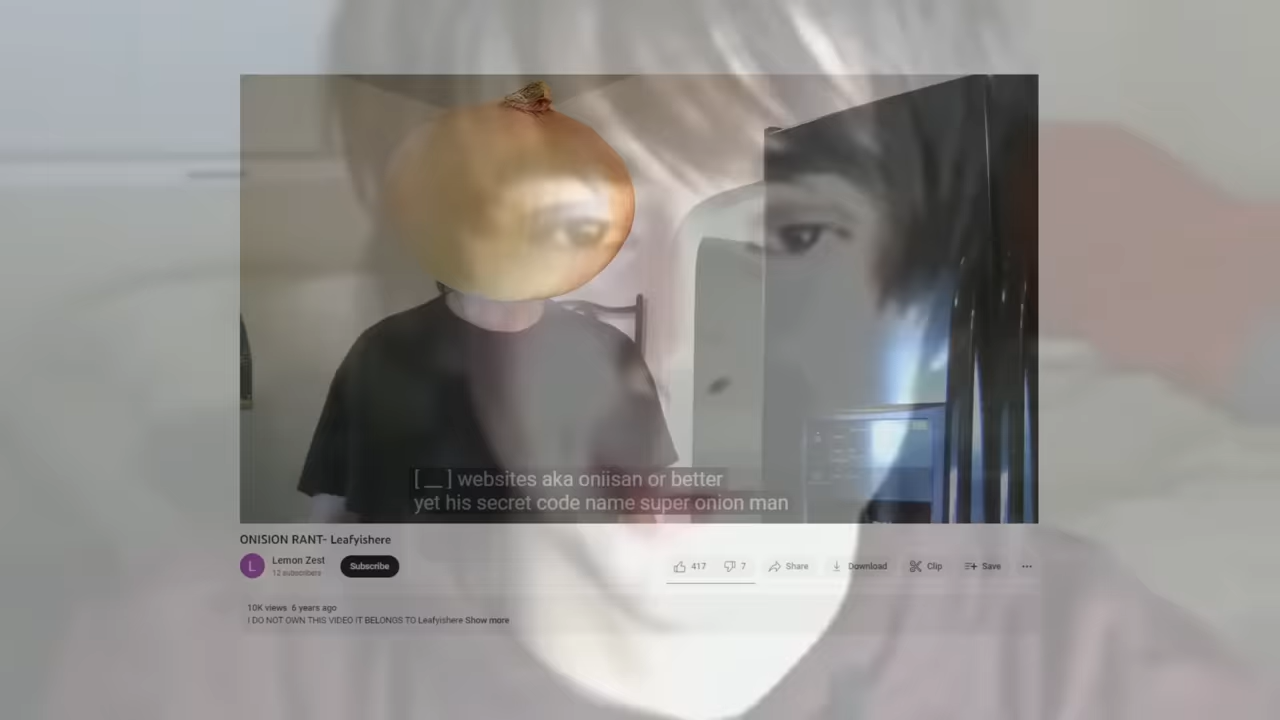 [ __ ] websites aka oniisan or better
yet his secret code name super onion man
ONISION RANT- Leafyishere
L
Lemon Zest
12 subscribers
Subscribe
417
7
Share
Download
Clip
Save
10K views 6 years ago
I DO NOT OWN THIS VIDEO IT BELONGS TO Leafyishere Show more